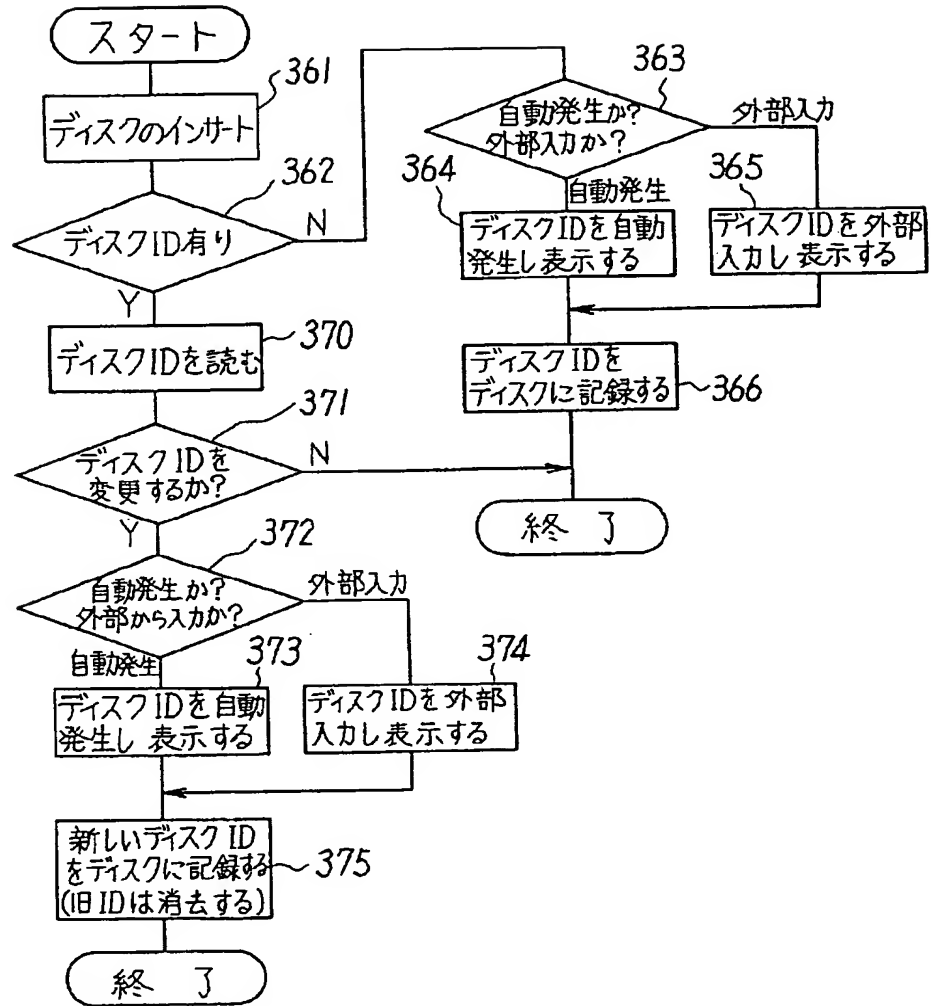 スタート
361
ディスクのインサート
362
ディスクID有り
N
Y
370
ディスクIDを読む
371
ディスクIDを
変更するか?
N
Y
372
自動発生か?
外部から入力か?
外部入力
自動発生
373
ディスクIDを自動
発生し表示する
374
ディスクIDを外部
入力し表示する
新しいディスクID
をディスクに記録する
(旧IDは消去する)
375
終了
363
自動発生か?
外部入力か?
外部入力
自動発生
364
ディスクIDを自動
発生し表示する
365
ディスクIDを外部
入力し表示する
ディスクIDを
ディスクに記録する
366
終了